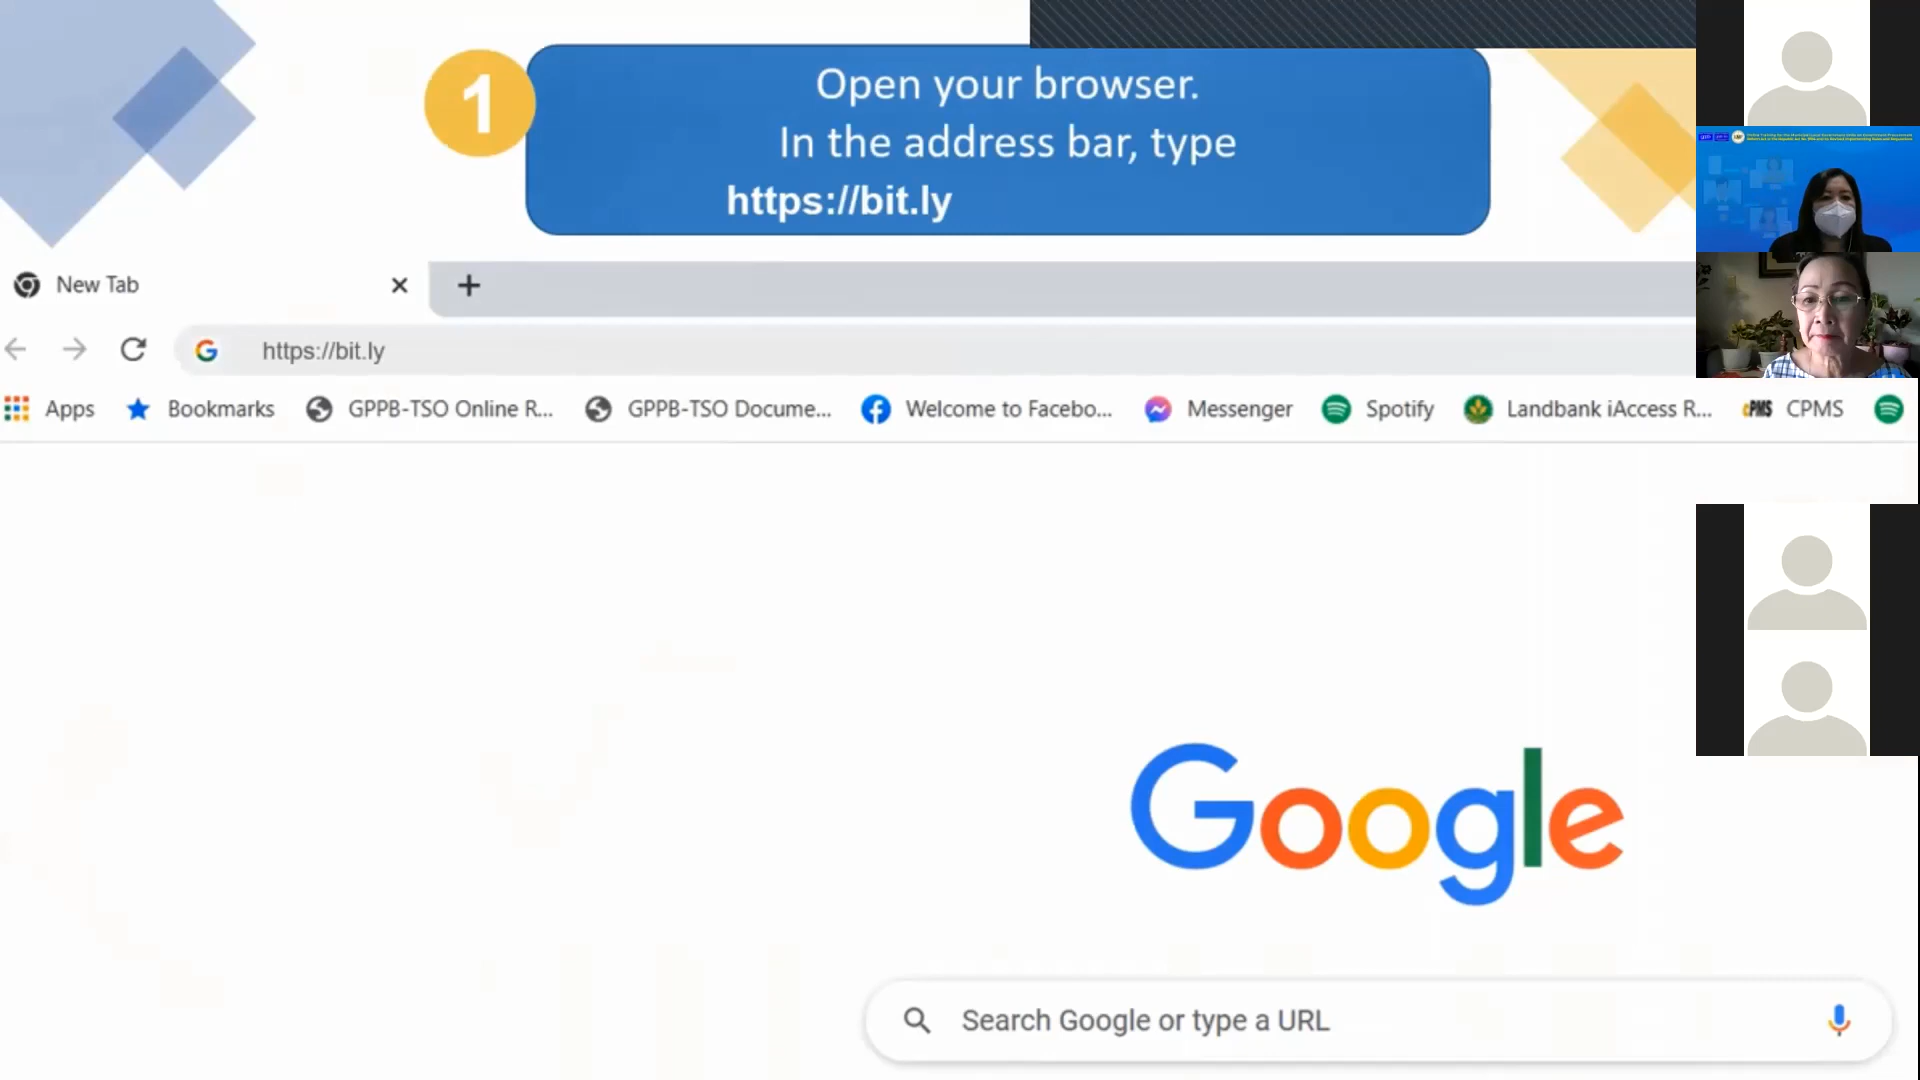 1
Open your browser.
In the address bar, type
https://bit.ly
New Tab
https://bit.ly
Apps
Bookmarks
GPPB-TSO Online R...
GPPB-TSO Docume...
Welcome to Facebo...
Messenger
Spotify
Landbank iAccess R...
CPMS CPMS
Google
Search Google or type a URL